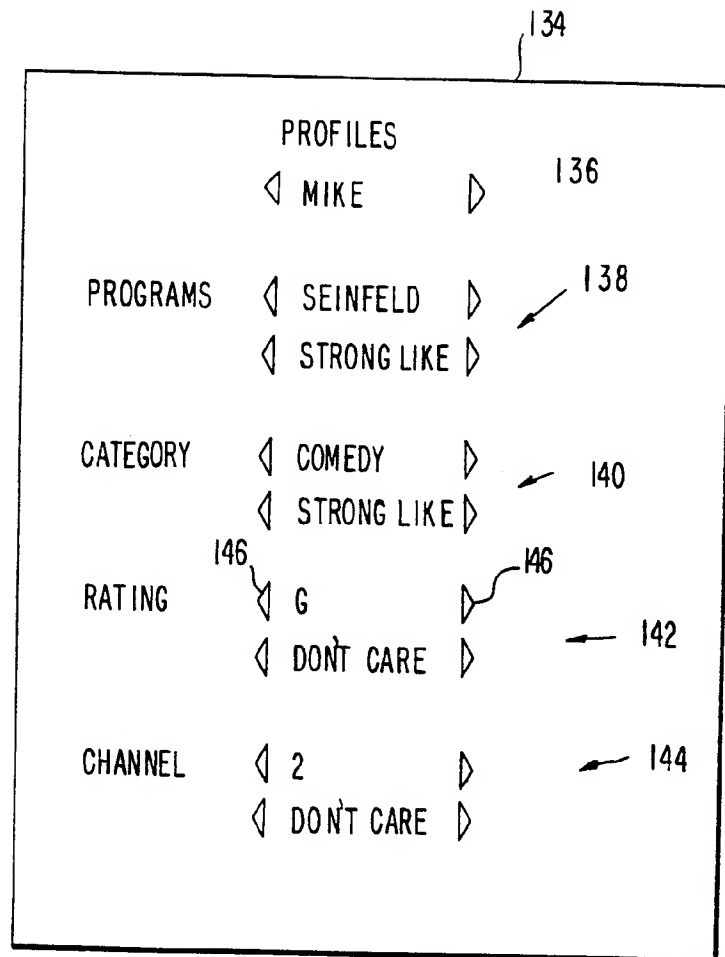 134
PROFILES
MIKE 136
PROGRAMS SEINFELD 138
STRONG LIKE
CATEGORY COMEDY 140
STRONG LIKE
146 146
RATING G
DON'T CARE 142
CHANNEL 2 144
DON'T CARE